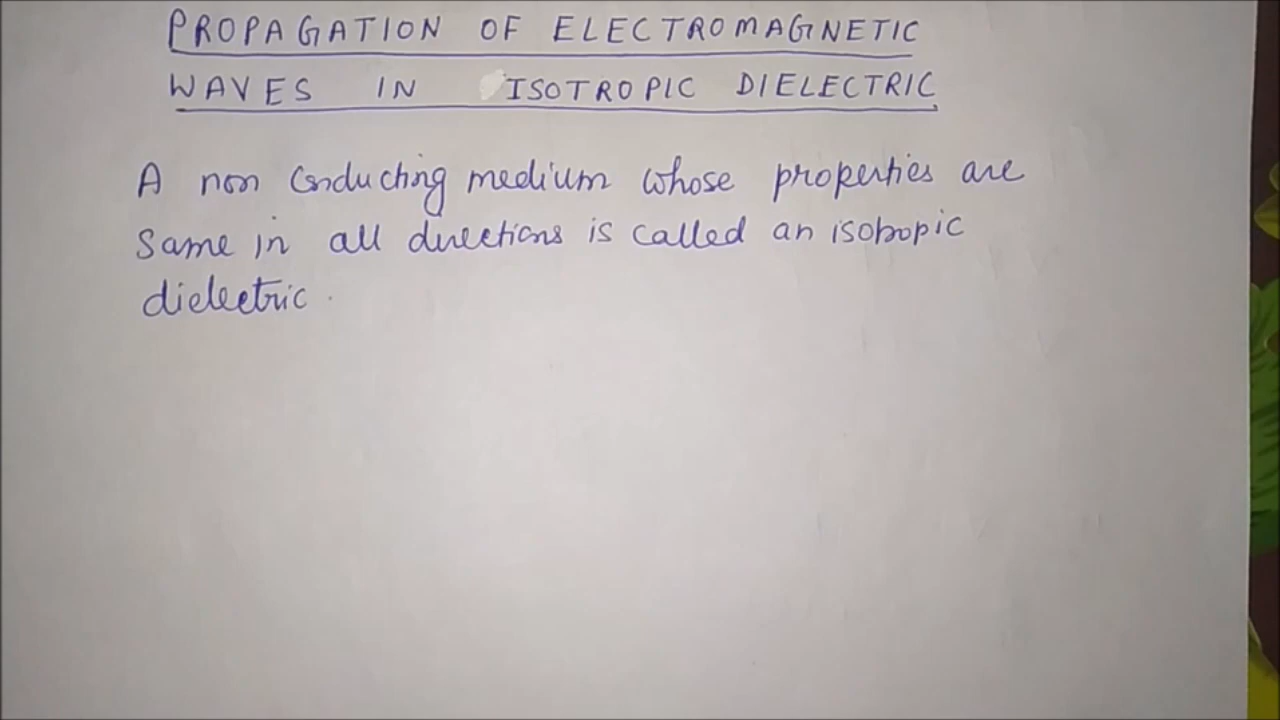 PROPAGATION OF ELECTROMAGNETIC
WAVES IN ISOTROPIC DIELECTRIC
A non conducting medium whose properties are
same in all directions is called an isotropic
dielectric.